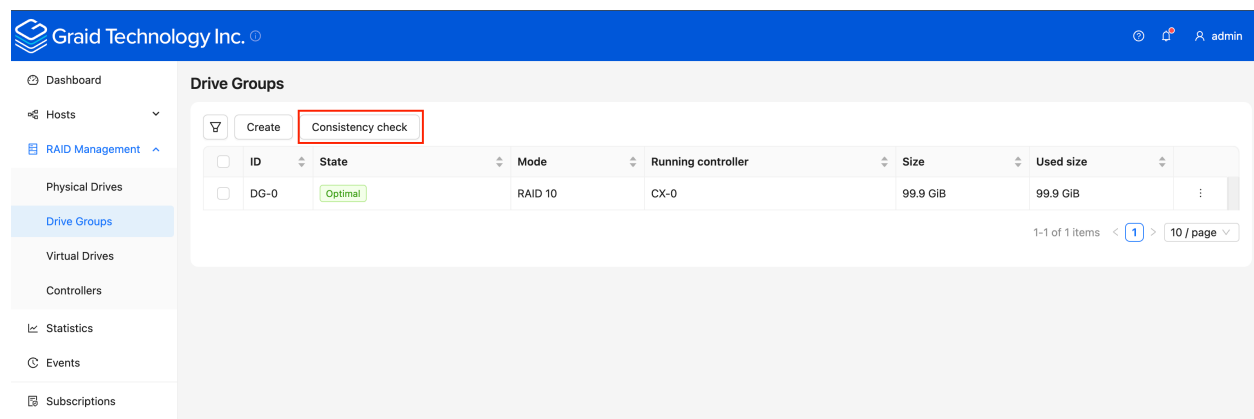 Graid Technology Inc.
admin
Dashboard
Hosts
RAID Management
Physical Drives
Drive Groups
Virtual Drives
Controllers
Statistics
Events
Subscriptions
Drive Groups
Create Consistency check
ID State Mode Running controller Size Used size
DG-0 Optimal RAID 10 CX-0 99.9 GiB 99.9 GiB
1-1 of 1 items < 1 > 10 / page